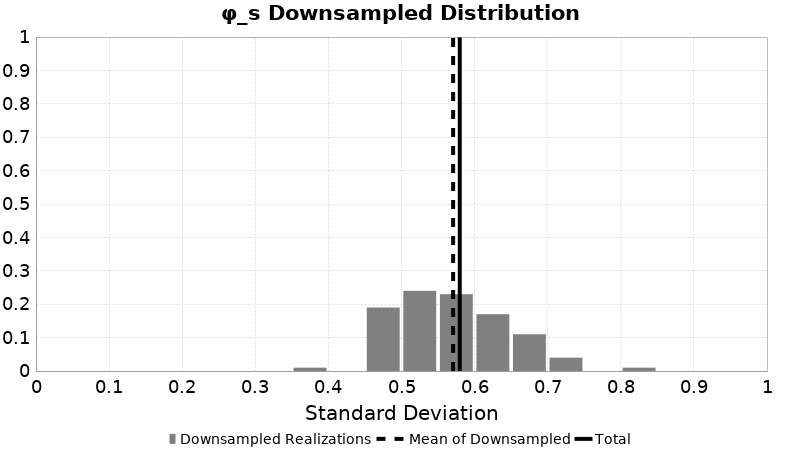 φ_s Downsampled Distribution
1
0.9
0.8
0.7
0.6
0.5
0.4
0.3
0.2
0.1
0
0 0.1 0.2 0.3 0.4 0.5 0.6 0.7 0.8 0.9 1
Standard Deviation
Downsampled Realizations Mean of Downsampled Total